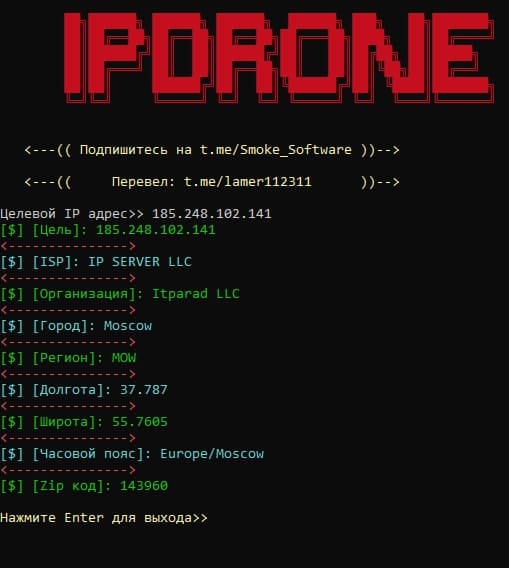 IPDRONE
<---(( Подпишитесь на t.me/Smoke_Software ))-->
<---(( Перевел: t.me/lamer112311 ))-->
Целевой IP адрес>> 185.248.102.141
[$] [Цель]: 185.248.102.141
<--------------->
[$] [ISP]: IP SERVER LLC
<--------------->
[$] [Организация]: Itparad LLC
<--------------->
[$] [Город]: Moscow
<--------------->
[$] [Регион]: MOW
<--------------->
[$] [Долгота]: 37.787
<--------------->
[$] [Широта]: 55.7605
<--------------->
[$] [Часовой пояс]: Europe/Moscow
<--------------->
[$] [Zip код]: 143960
Нажмите Enter для выхода>>